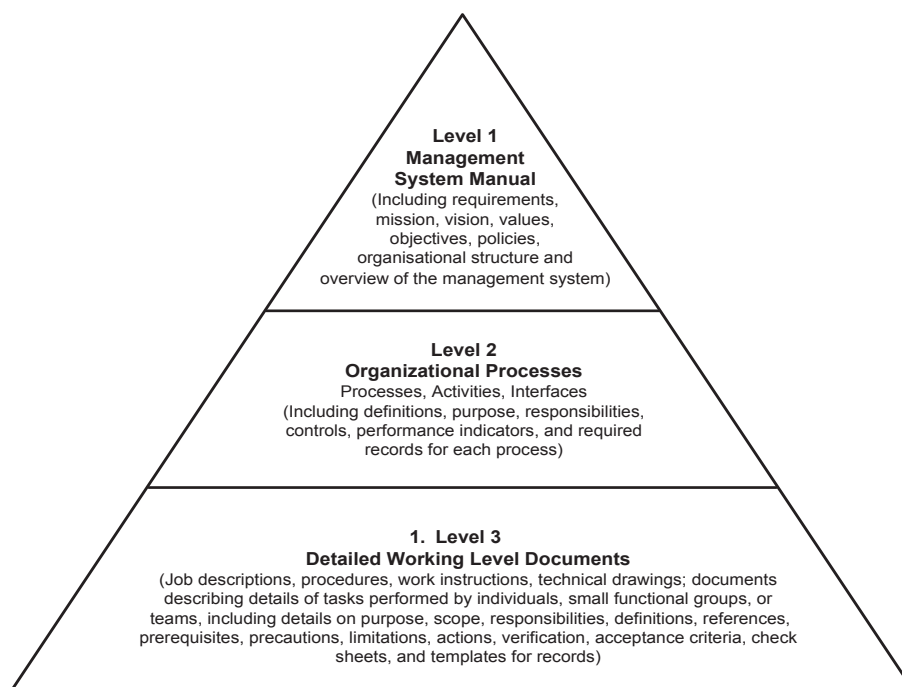 Level 1
Management
System Manual
(Including requirements,
mission, vision, values,
objectives, policies,
organisational structure and
overview of the management system)
Level 2
Organizational Processes
Processes, Activities, Interfaces
(Including definitions, purpose, responsibilities,
controls, performance indicators, and required
records for each process)
1. Level 3
Detailed Working Level Documents
(Job descriptions, procedures, work instructions, technical drawings; documents
describing details of tasks performed by individuals, small functional groups, or
teams, including details on purpose, scope, responsibilities, definitions, references,
prerequisites, precautions, limitations, actions, verification, acceptance criteria, check
sheets, and templates for records)